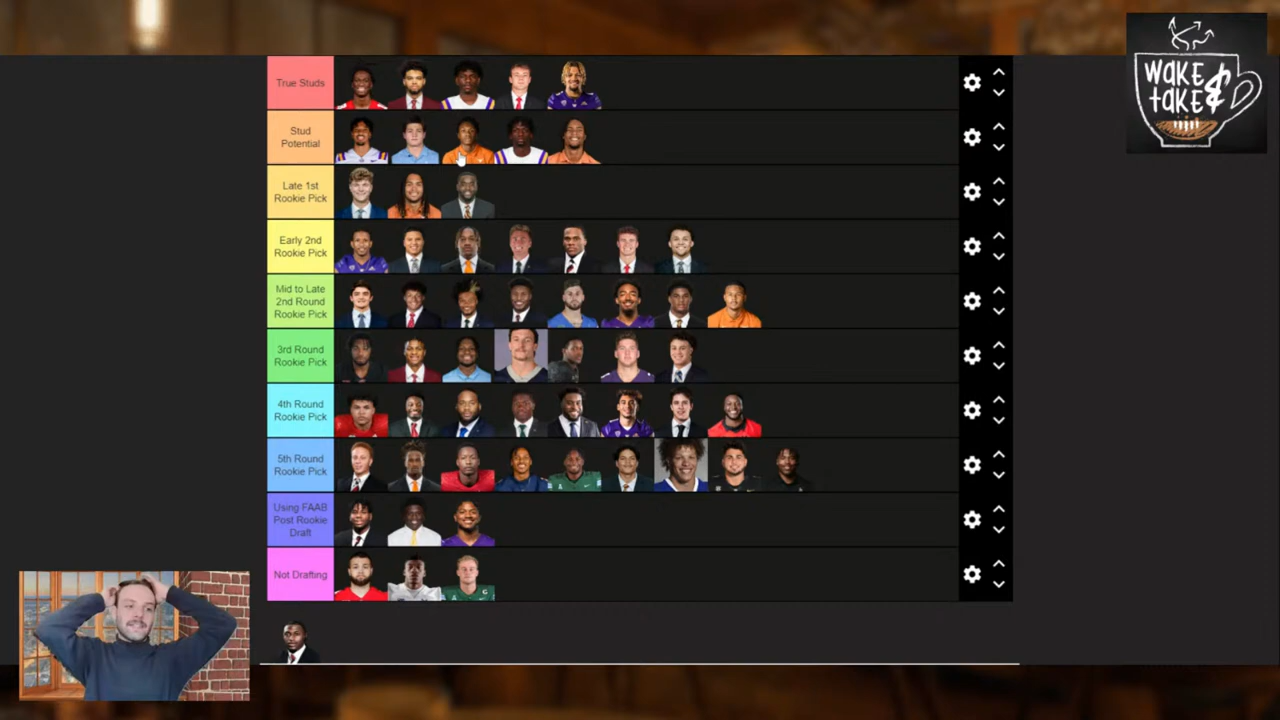 WAKE &
TAKE
True Studs
Stud
Potential
Late 1st
Rookie Pick
Early 2nd
Rookie Pick
Mid to Late
2nd Round
Rookie Pick
3rd Round
Rookie Pick
4th Round
Rookie Pick
5th Round
Rookie Pick
Using FAAB
Post Rookie
Draft
Not Drafting